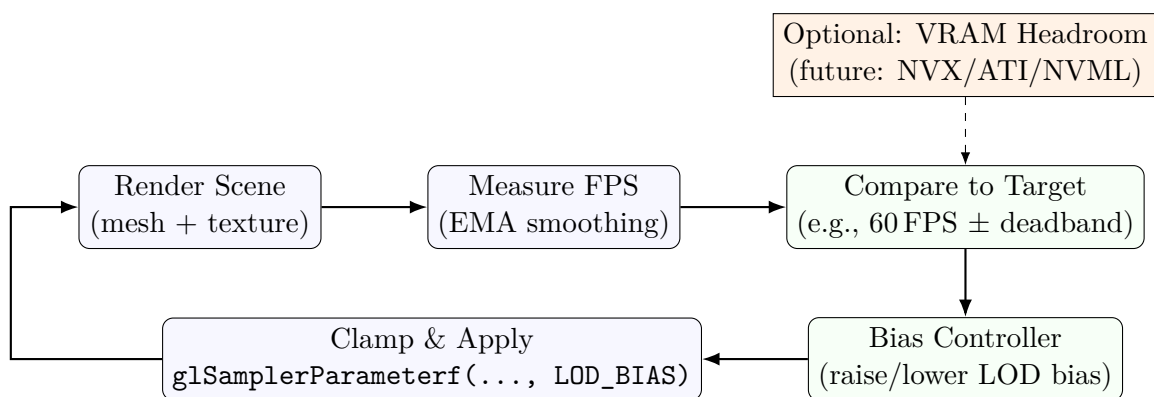 Optional: VRAM Headroom
(future: NVX/ATI/NVML)
Render Scene
(mesh + texture)
Measure FPS
(EMA smoothing)
Compare to Target
(e.g., 60 FPS ± deadband)
Clamp & Apply
glSamplerParameterf(..., LOD_BIAS)
Bias Controller
(raise/lower LOD bias)